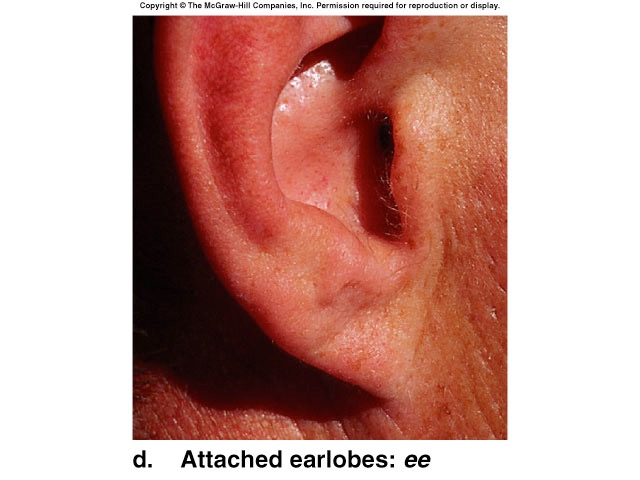 Copyright © The McGraw-Hill Companies, Inc. Permission required for reproduction or display.
d. Attached earlobes: ee